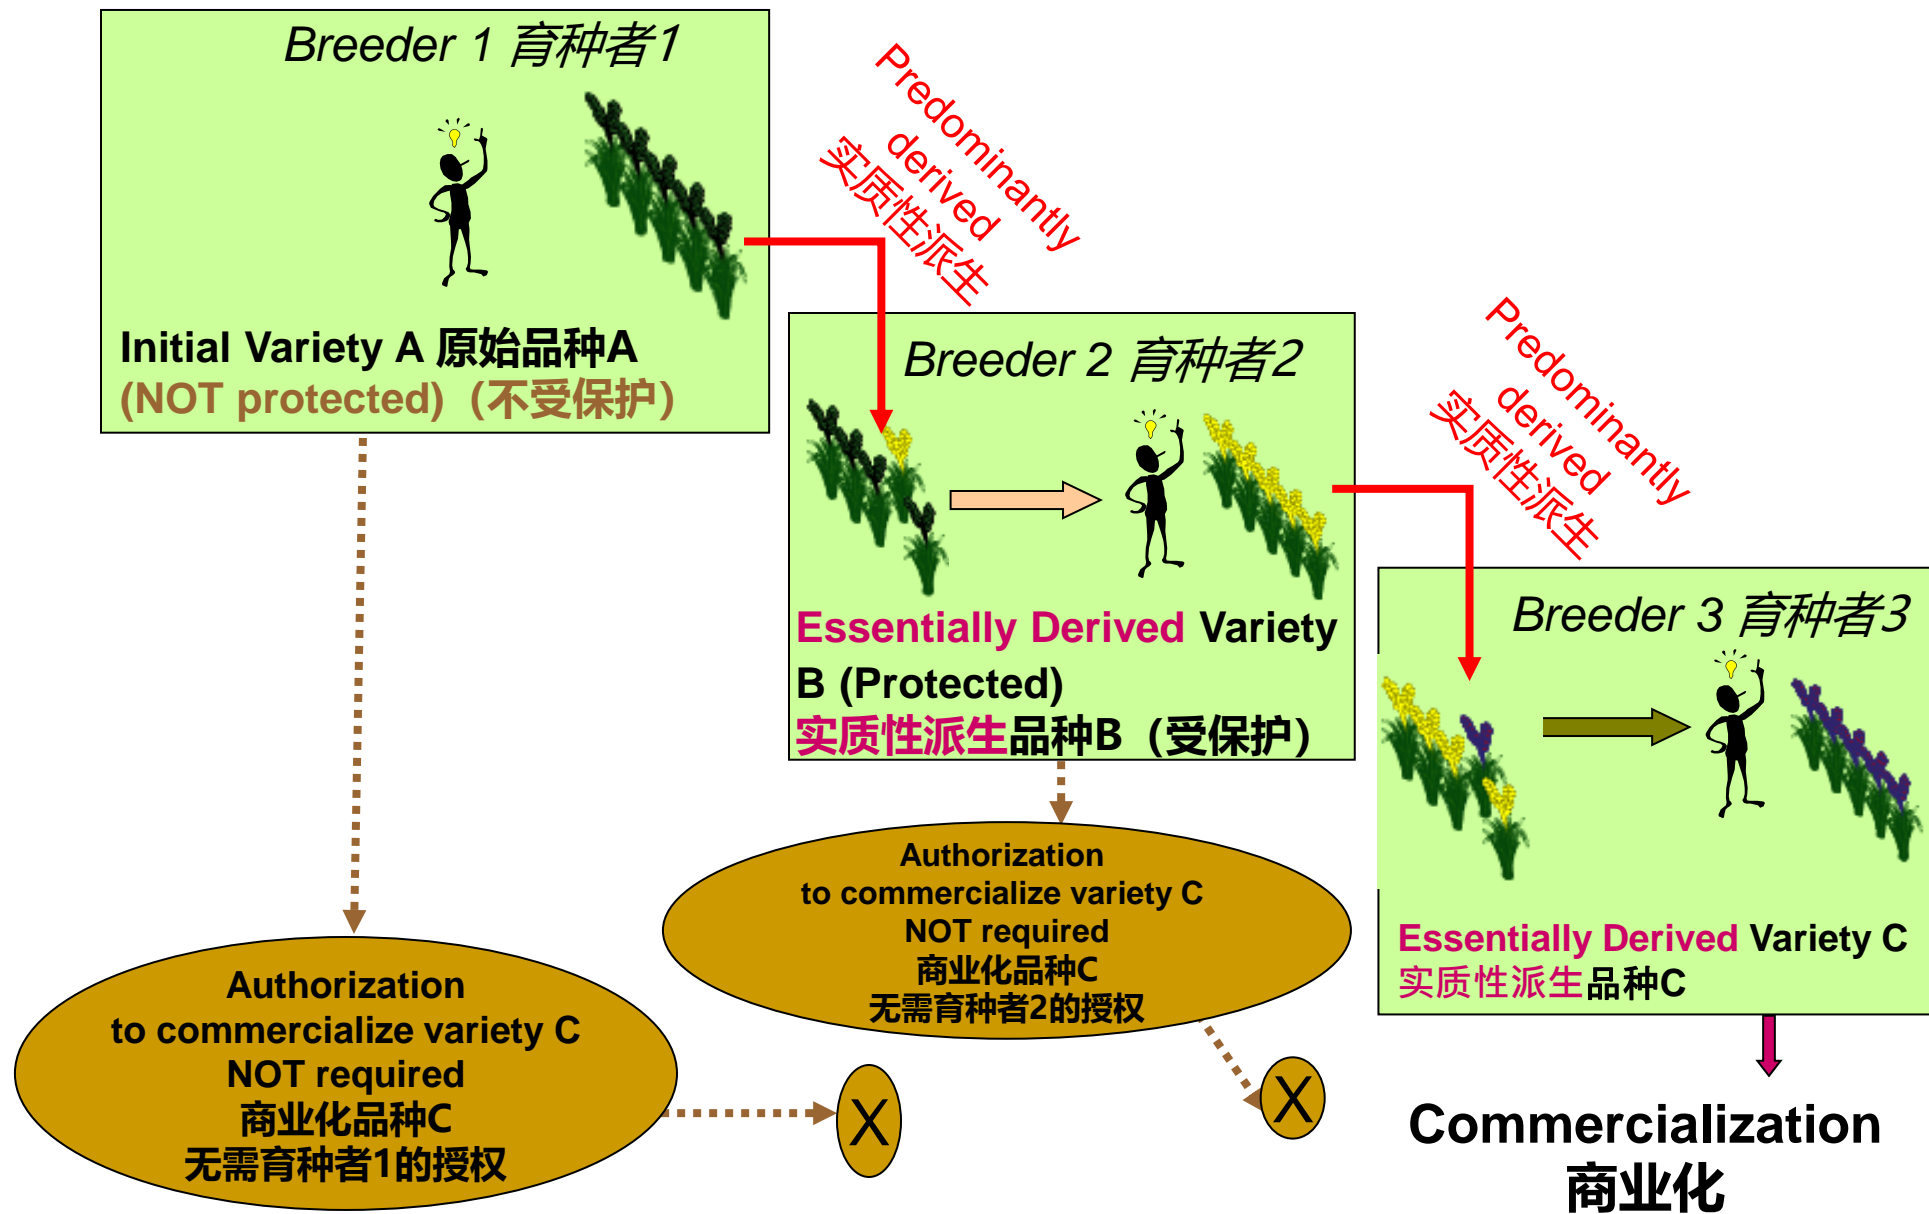 Breeder 1 育种者1
Initial Variety A 原始品种A
(NOT protected)（不受保护）
Predominantly
derived
实质性派生
Breeder 2 育种者2
Essentially Derived Variety
B (Protected)
实质性派生品种B（受保护）
Predominantly
derived
实质性派生
Breeder 3 育种者3
Essentially Derived Variety C
实质性派生品种C
Authorization
to commercialize variety C
NOT required
商业化品种C
无需育种者1的授权
X
Authorization
to commercialize variety C
NOT required
商业化品种C
无需育种者2的授权
X
Commercialization
商业化